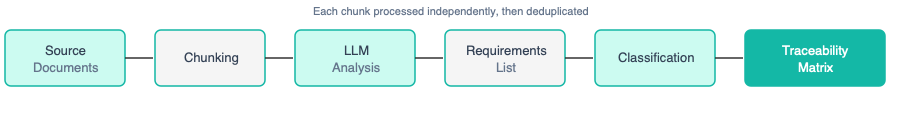 Each chunk processed independently, then deduplicated
Source
Documents
Chunking
LLM
Analysis
Requirements
List
Classification
Traceability
Matrix